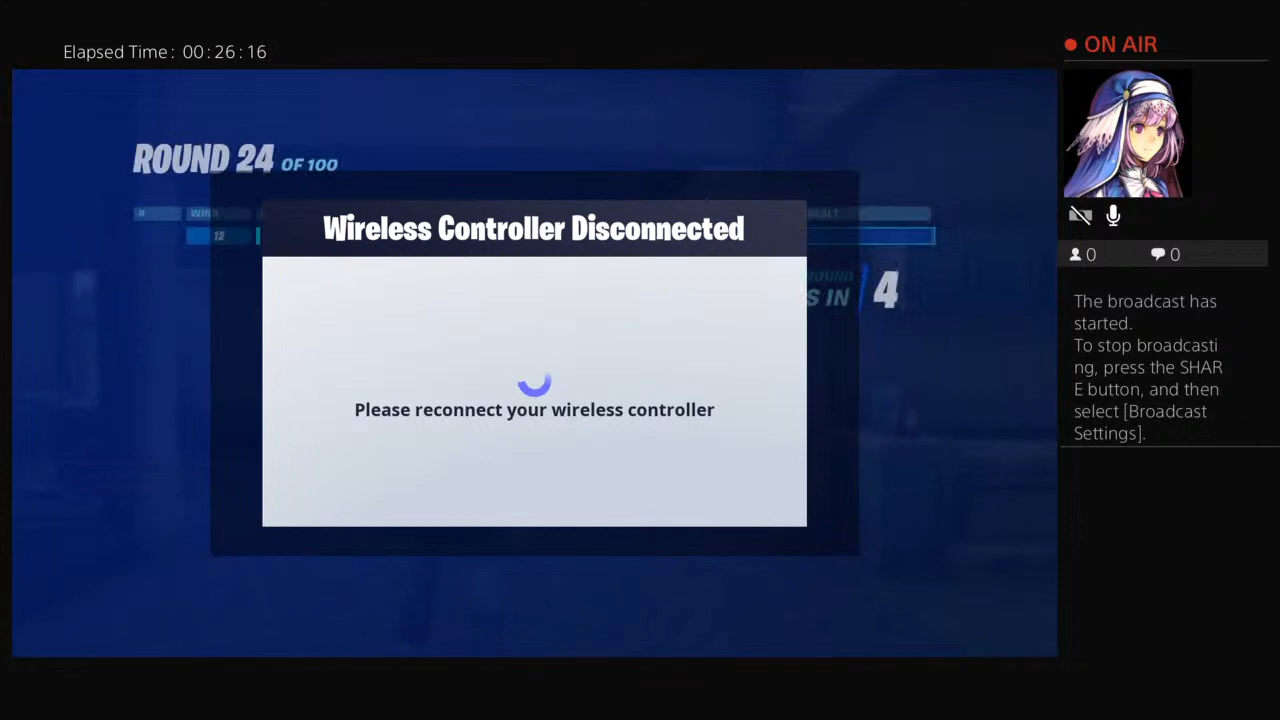 Elapsed Time: 00:26:16
ON AIR
ROUND 24 OF 100
#
12
Wireless Controller Disconnected
S IN 4
Please reconnect your wireless controller
0 0
The broadcast has
started.
To stop broadcasti
ng, press the SHAR
E button, and then
select [Broadcast
Settings].